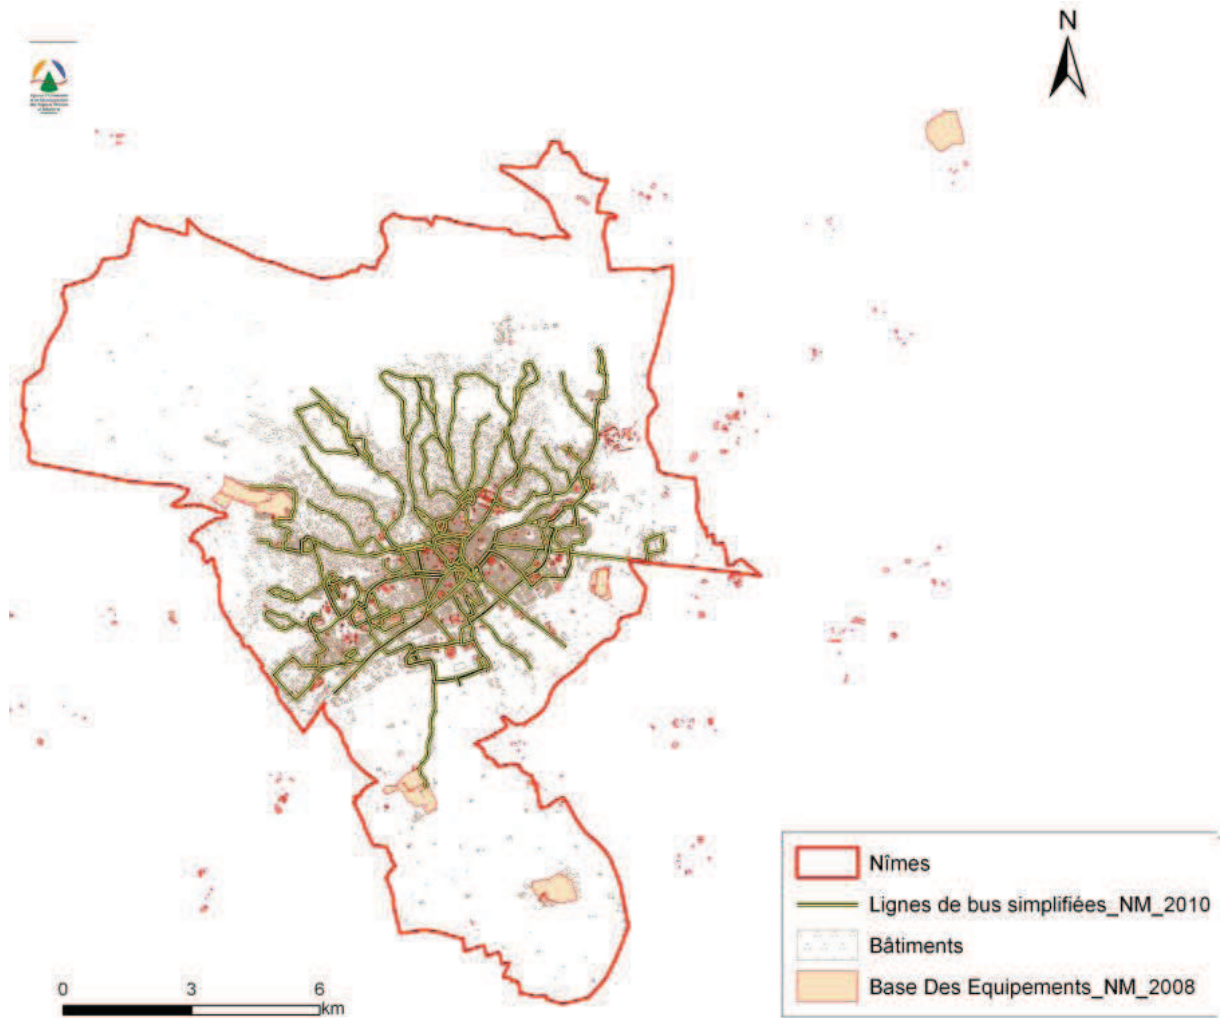 N
Nîmes
Lignes de bus simplifiées_NM_2010
Bâtiments
Base Des Equipements_NM_2008
0 3 6
km